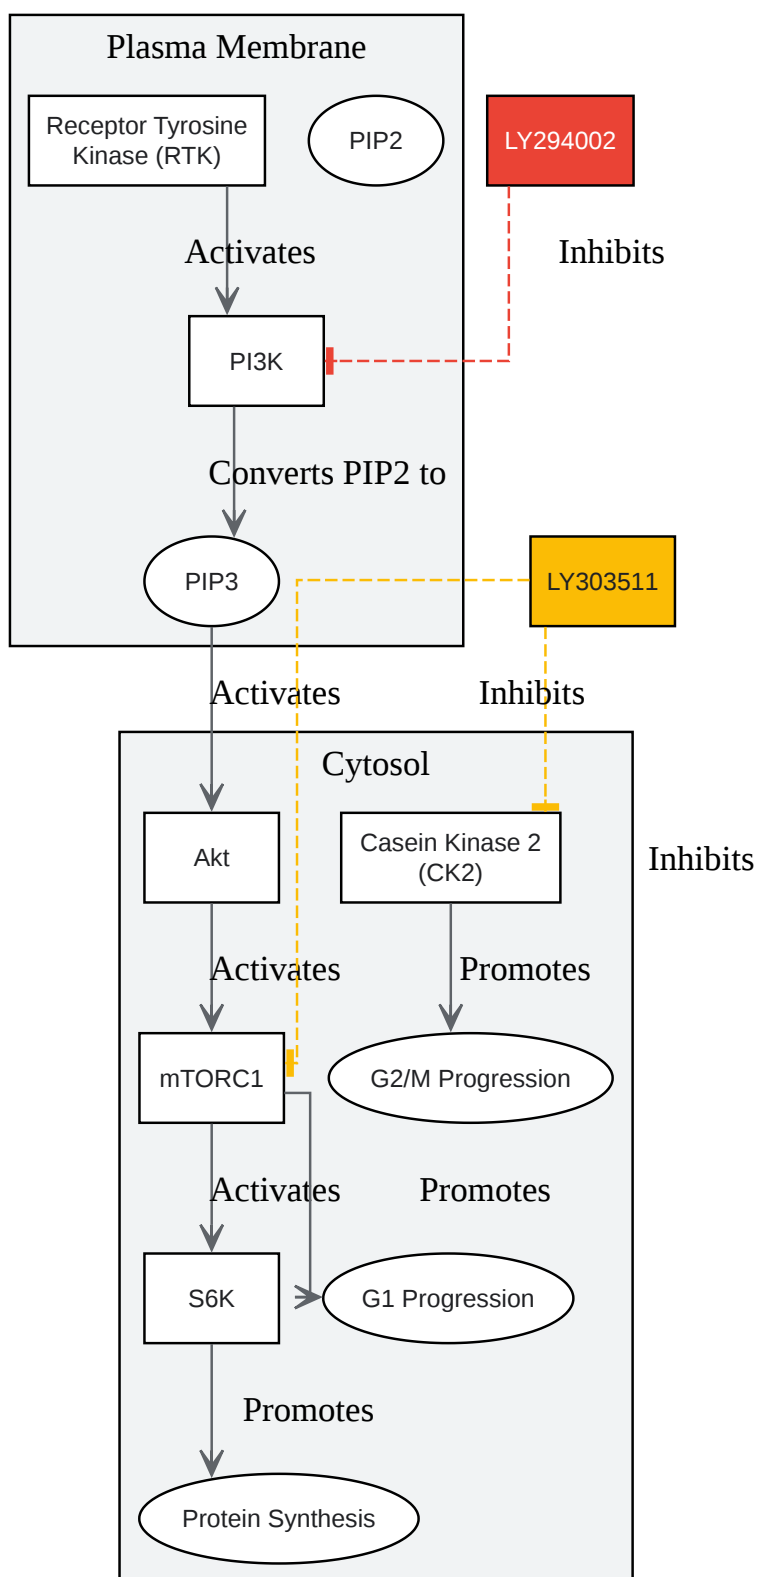 Plasma Membrane
Receptor Tyrosine
Kinase (RTK)
PIP2
LY294002
Activates
Inhibits
PI3K
Converts PIP2 to
PIP3
LY303511
Activates
Inhibits
Cytosol
Akt
Casein Kinase 2
(CK2)
Inhibits
Activates
Promotes
mTORC1
G2/M Progression
Activates
Promotes
S6K
G1 Progression
Promotes
Protein Synthesis